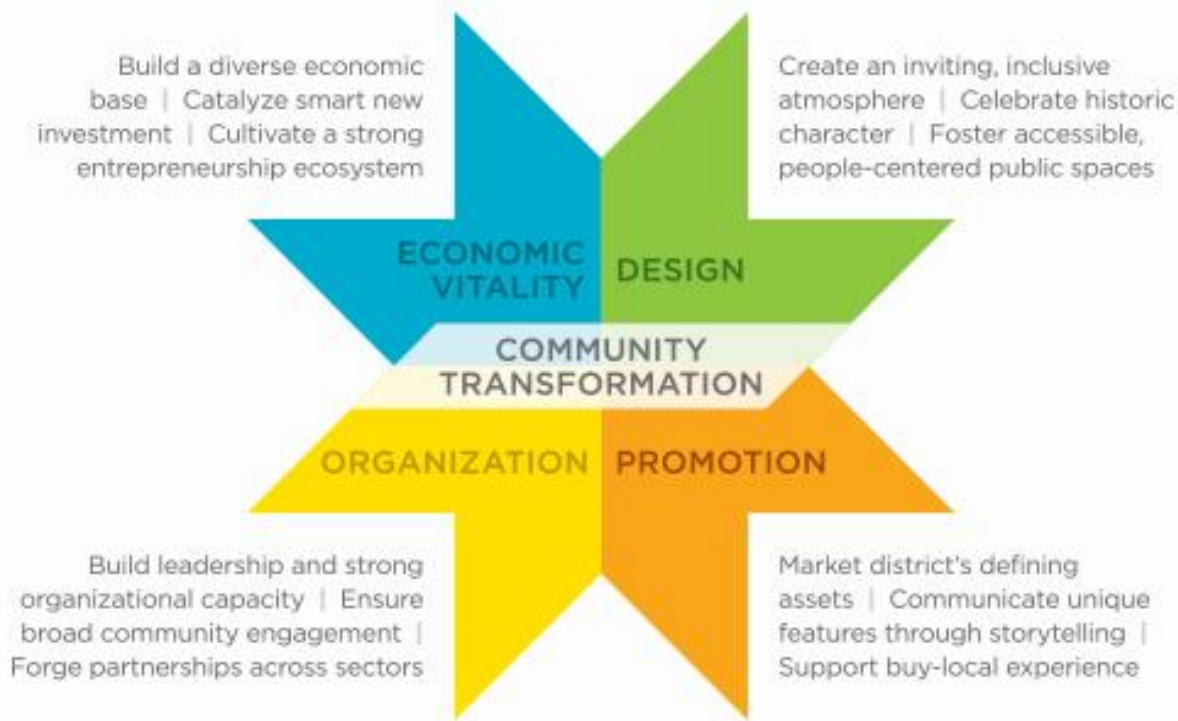 Build a diverse economic
base | Catalyze smart new
investment | Cultivate a strong
entrepreneurship ecosystem
Create an inviting, inclusive
atmosphere | Celebrate historic
character | Foster accessible,
people-centered public spaces
ECONOMIC
VITALITY
DESIGN
COMMUNITY
TRANSFORMATION
ORGANIZATION
PROMOTION
Build leadership and strong
organizational capacity | Ensure
broad community engagement |
Forge partnerships across sectors
Market district’s defining
assets | Communicate unique
features through storytelling |
Support buy-local experience